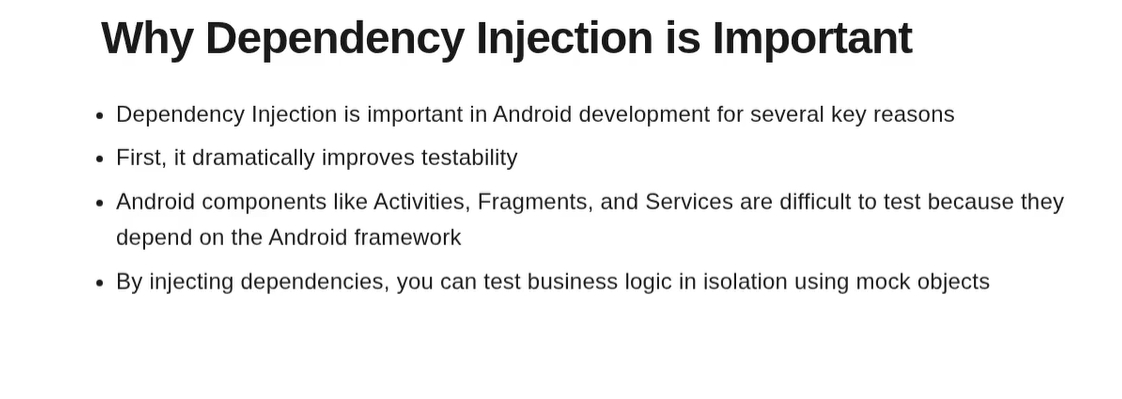 Why Dependency Injection is Important
• Dependency Injection is important in Android development for several key reasons
• First, it dramatically improves testability
• Android components like Activities, Fragments, and Services are difficult to test because they
depend on the Android framework
• By injecting dependencies, you can test business logic in isolation using mock objects